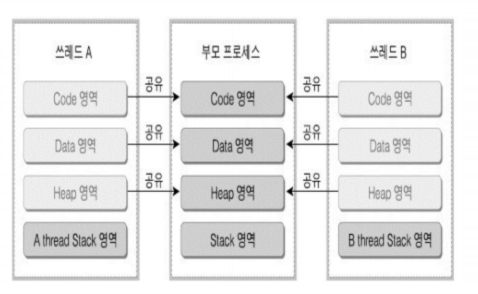 쓰레드 A
Code 영역
Data 영역
Heap 영역
A thread Stack 영역
공유
공유
공유
부모 프로세스
Code 영역
Data 영역
Heap 영역
Stack 영역
공유
공유
공유
쓰레드 B
Code 영역
Data 영역
Heap 영역
B thread Stack 영역